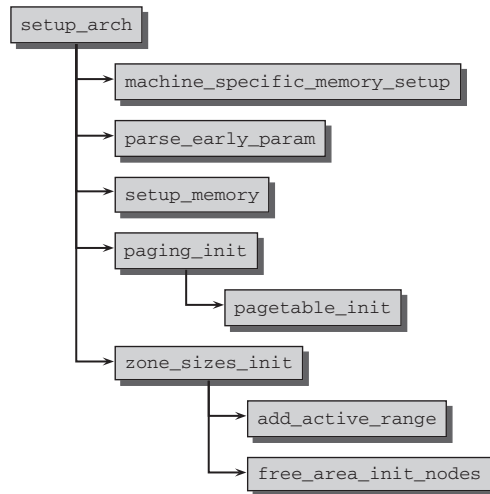 setup_arch
machine_specific_memory_setup
parse_early_param
setup_memory
paging_init
pagetable_init
zone_sizes_init
add_active_range
free_area_init_nodes